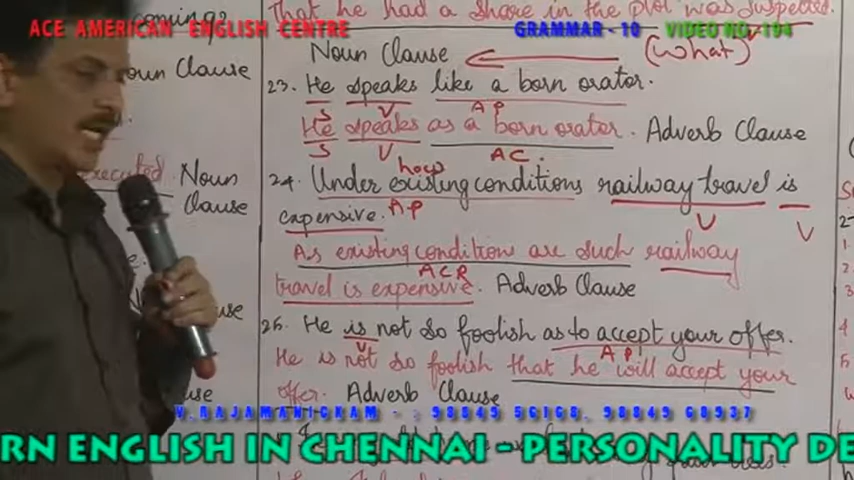 That he had a share in the plot was suspected.
ACE AMERICAN ENGLISH CENTRE
GRAMMAR - 10
VIDEO NO. 194
Noun Clause
(what)
oming?
oun Clause
executed. Noun
Clause
23. He speaks like a born orator.
S V A P
He speaks as a born orator. Adverb Clause
S V AC.
how
24. Under existing conditions railway travel is
expensive. AP V V
As existing conditions are such railway
ACR
travel is expensive. Adverb Clause
25. He is not so foolish as to accept your offer.
V AP
He is not so foolish that he will accept your
offer. Adverb Clause
V.RAJAMANICKAM - : 98849 56168, 98849 68937
RN ENGLISH IN CHENNAI - PERSONALITY DE